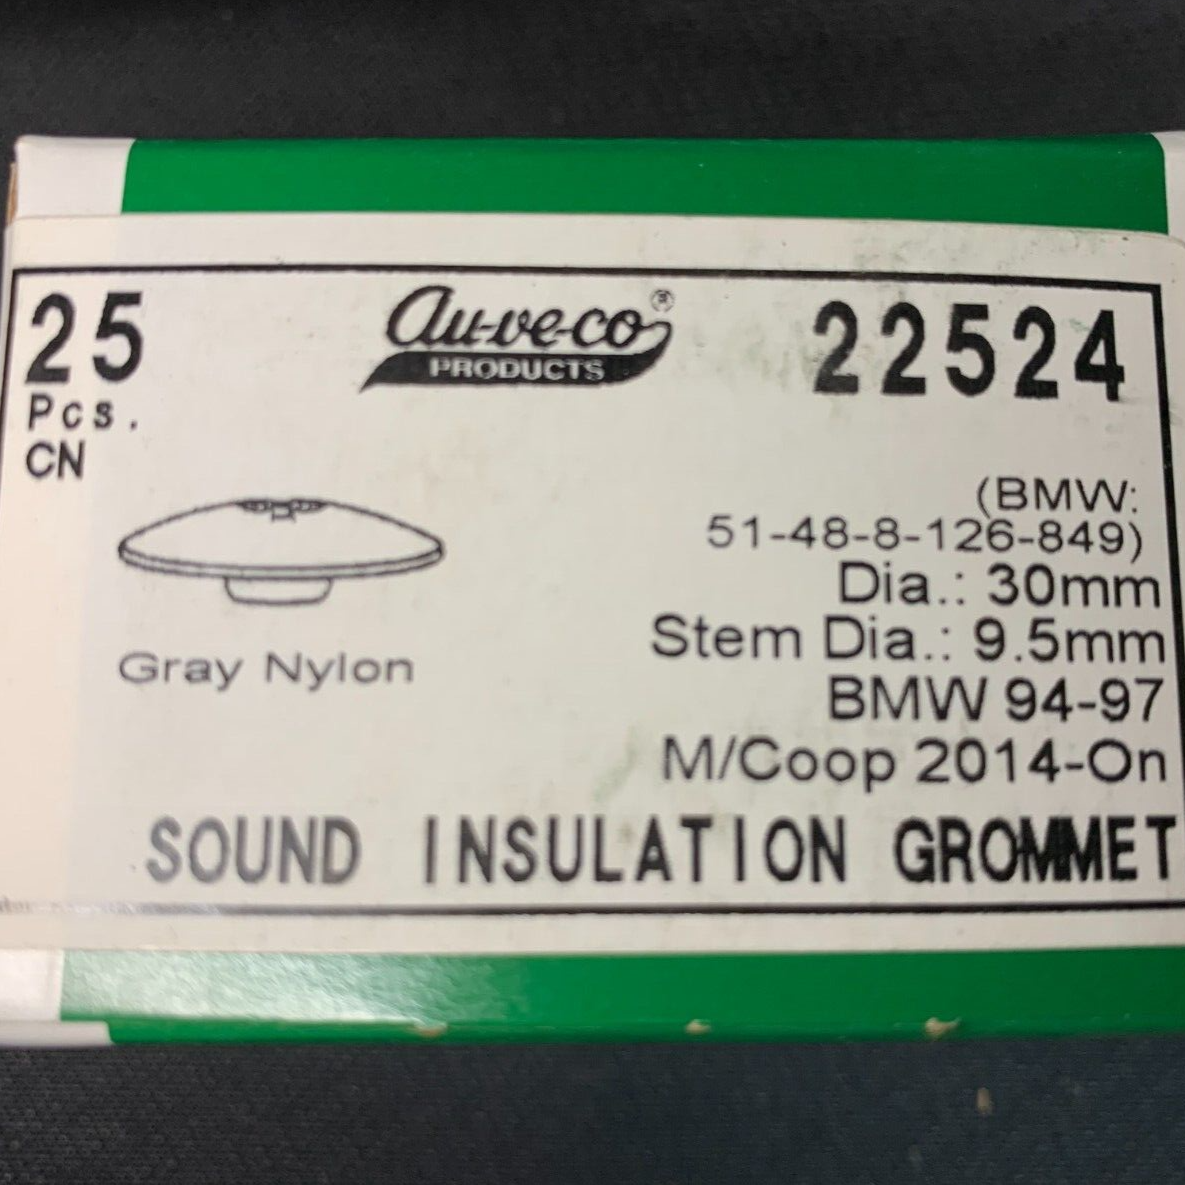 25
Pcs.
CN
au-ve-co®
PRODUCTS
22524
(BMW:
51-48-8-126-849)
Dia.: 30mm
Stem Dia.: 9.5mm
BMW 94-97
M/Coop 2014-On
Gray Nylon
SOUND INSULATION GROMMET